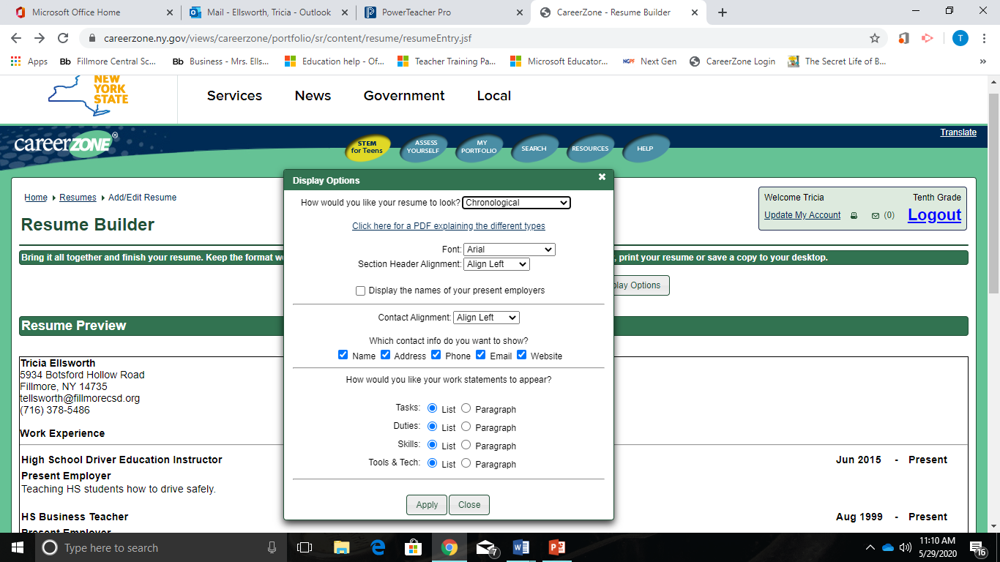 Microsoft Office Home
Mail - Ellsworth, Tricia - Outlook
PowerTeacher Pro
CareerZone - Resume Builder
careerzone.ny.gov/views/careerzone/portfolio/sr/content/resume/resumeEntry.jsf
T
Apps
Bb Fillmore Central Sc...
Bb Business - Mrs. Ells...
Education help - Of...
Teacher Training Pa...
Microsoft Educator...
NGPF Next Gen
CareerZone Login
The Secret Life of B...
»
NEW
YORK
STATE
Services
News
Government
Local
careerZONE®
STEM
for Teens
ASSESS
YOURSELF
MY
PORTFOLIO
SEARCH
RESOURCES
HELP
Translate
Home
Resumes
Add/Edit Resume
Welcome Tricia
Tenth Grade
Update My Account
(0)
Logout
Resume Builder
Bring it all together and finish your resume. Keep the format
, print your resume or save a copy to your desktop.
Options
Resume Preview
Tricia Ellsworth
5934 Botsford Hollow Road
Fillmore, NY 14735
tellsworth@fillmorecsd.org
(716) 378-5486
Work Experience
High School Driver Education Instructor
Jun 2015 - Present
Present Employer
Teaching HS students how to drive safely.
HS Business Teacher
Aug 1999 - Present
Present Employer
Display Options
How would you like your resume to look? Chronological
Click here for a PDF explaining the different types
Font: Arial
Section Header Alignment: Align Left
Display the names of your present employers
Contact Alignment: Align Left
Which contact info do you want to show?
Name Address Phone Email Website
How would you like your work statements to appear?
Tasks: List Paragraph
Duties: List Paragraph
Skills: List Paragraph
Tools & Tech: List Paragraph
Apply
Close
Type here to search
7
11:10 AM
5/29/2020
16